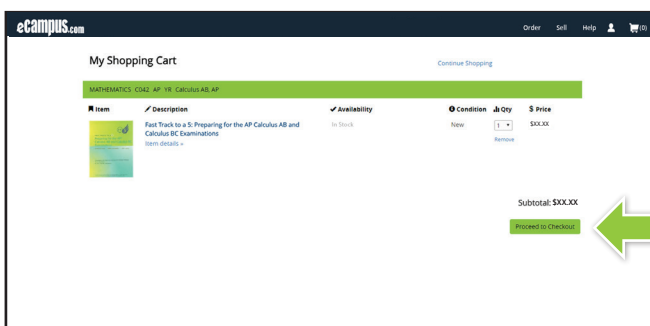 eCampus.com
Order Sell Help (0)
My Shopping Cart
Continue Shopping
MATHEMATICS C042 AP YR Calculus AB, AP
Item Description Availability Condition Qty Price
Fast Track to a 5: Preparing for the AP Calculus AB and In Stock New 1 $XX.XX
Calculus BC Examinations
Remove
Item details »
Subtotal: $XX.XX
Proceed to Checkout